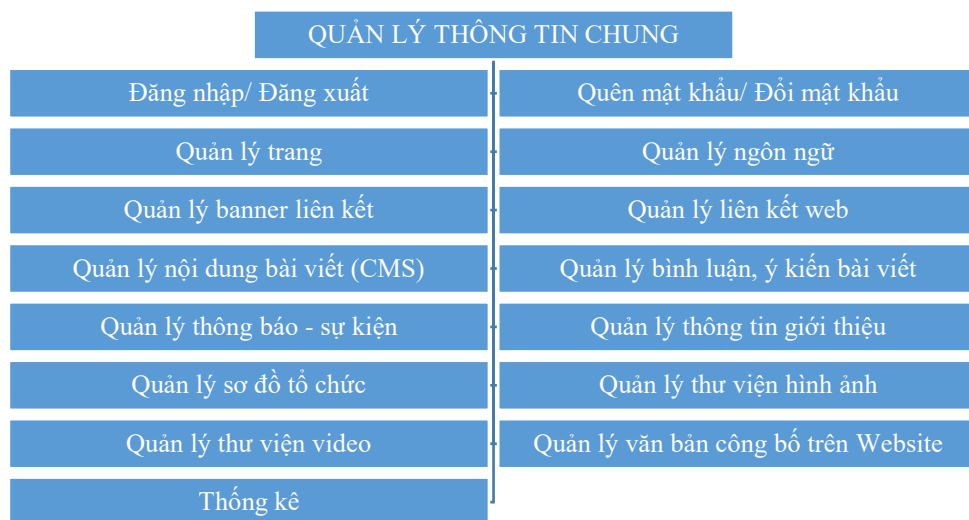 QUẢN LÝ THÔNG TIN CHUNG
Đăng nhập/ Đăng xuất
Quên mật khẩu/ Đổi mật khẩu
Quản lý trang
Quản lý ngôn ngữ
Quản lý banner liên kết
Quản lý liên kết web
Quản lý nội dung bài viết (CMS)
Quản lý bình luận, ý kiến bài viết
Quản lý thông báo - sự kiện
Quản lý thông tin giới thiệu
Quản lý sơ đồ tổ chức
Quản lý thư viện hình ảnh
Quản lý thư viện video
Quản lý văn bản công bố trên Website
Thống kê